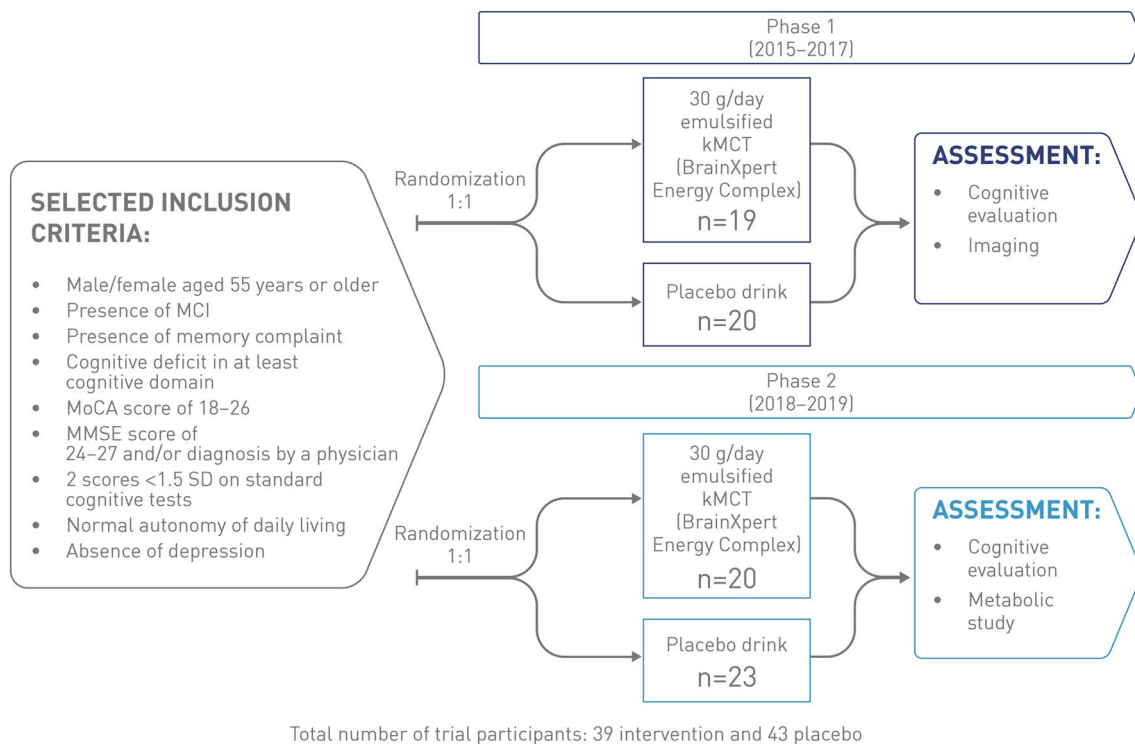 SELECTED INCLUSION
CRITERIA:
• Male/female aged 55 years or older
• Presence of MCI
• Presence of memory complaint
• Cognitive deficit in at least
cognitive domain
• MoCA score of 18–26
• MMSE score of
24–27 and/or diagnosis by a physician
• 2 scores <1.5 SD on standard
cognitive tests
• Normal autonomy of daily living
• Absence of depression
Phase 1
(2015–2017)
Randomization
1:1
30 g/day
emulsified
kMCT
(BrainXpert
Energy Complex)
n=19
Placebo drink
n=20
ASSESSMENT:
• Cognitive
evaluation
• Imaging
Phase 2
(2018–2019)
Randomization
1:1
30 g/day
emulsified
kMCT
(BrainXpert
Energy Complex)
n=20
Placebo drink
n=23
ASSESSMENT:
• Cognitive
evaluation
• Metabolic
study
Total number of trial participants: 39 intervention and 43 placebo